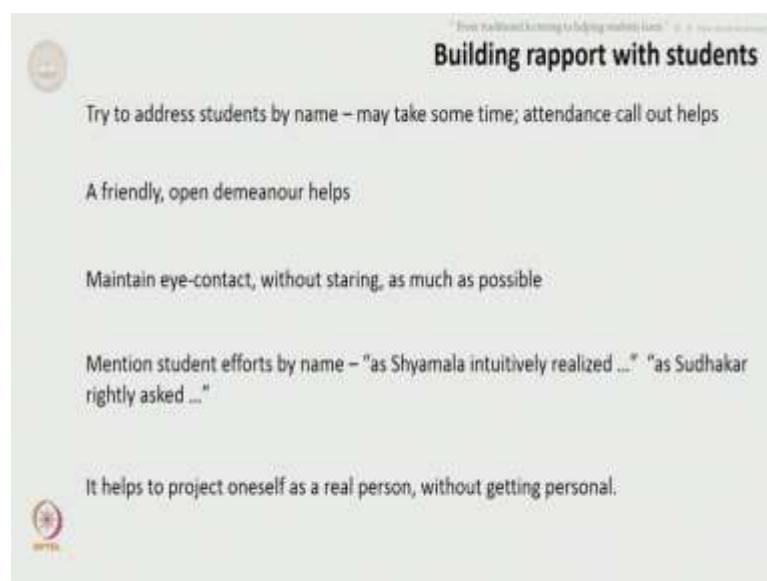 Building rapport with students
Try to address students by name – may take some time; attendance call out helps
A friendly, open demeanour helps
Maintain eye-contact, without staring, as much as possible
Mention student efforts by name – “as Shyamala intuitively realized ...”  “as Sudhakar
rightly asked ...”
It helps to project oneself as a real person, without getting personal.